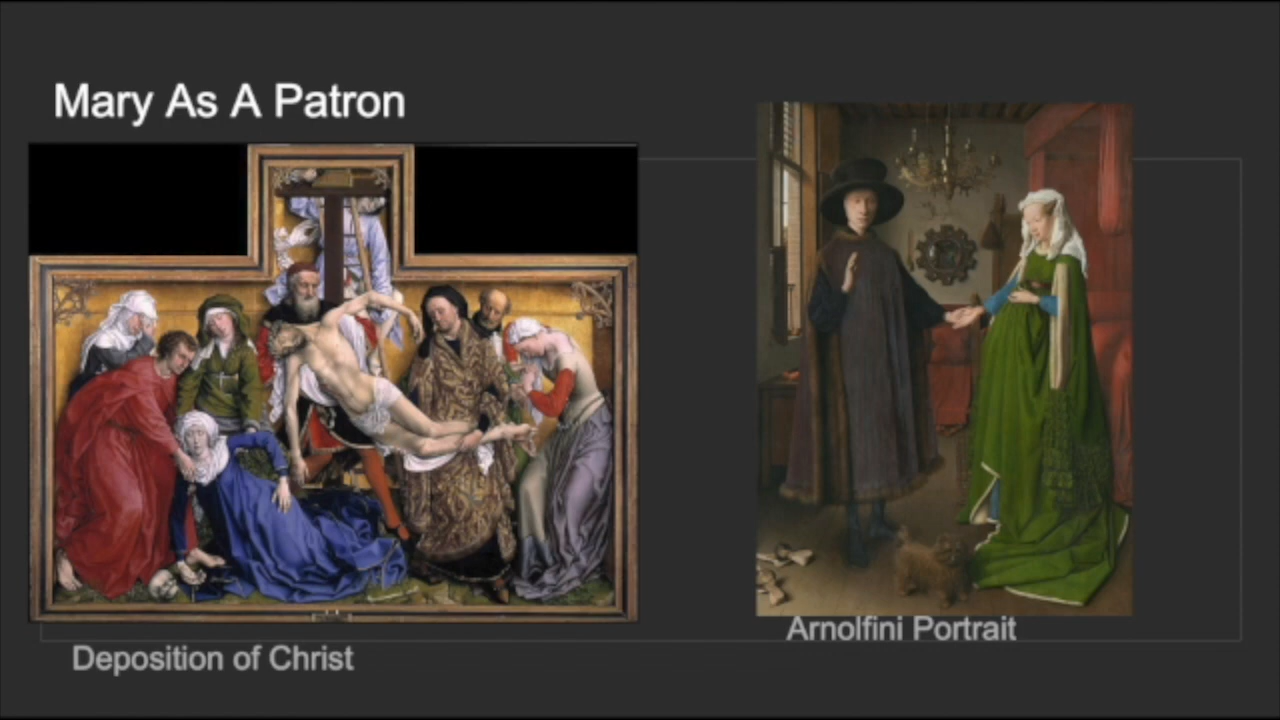 Mary As A Patron
Deposition of Christ
Arnolfini Portrait